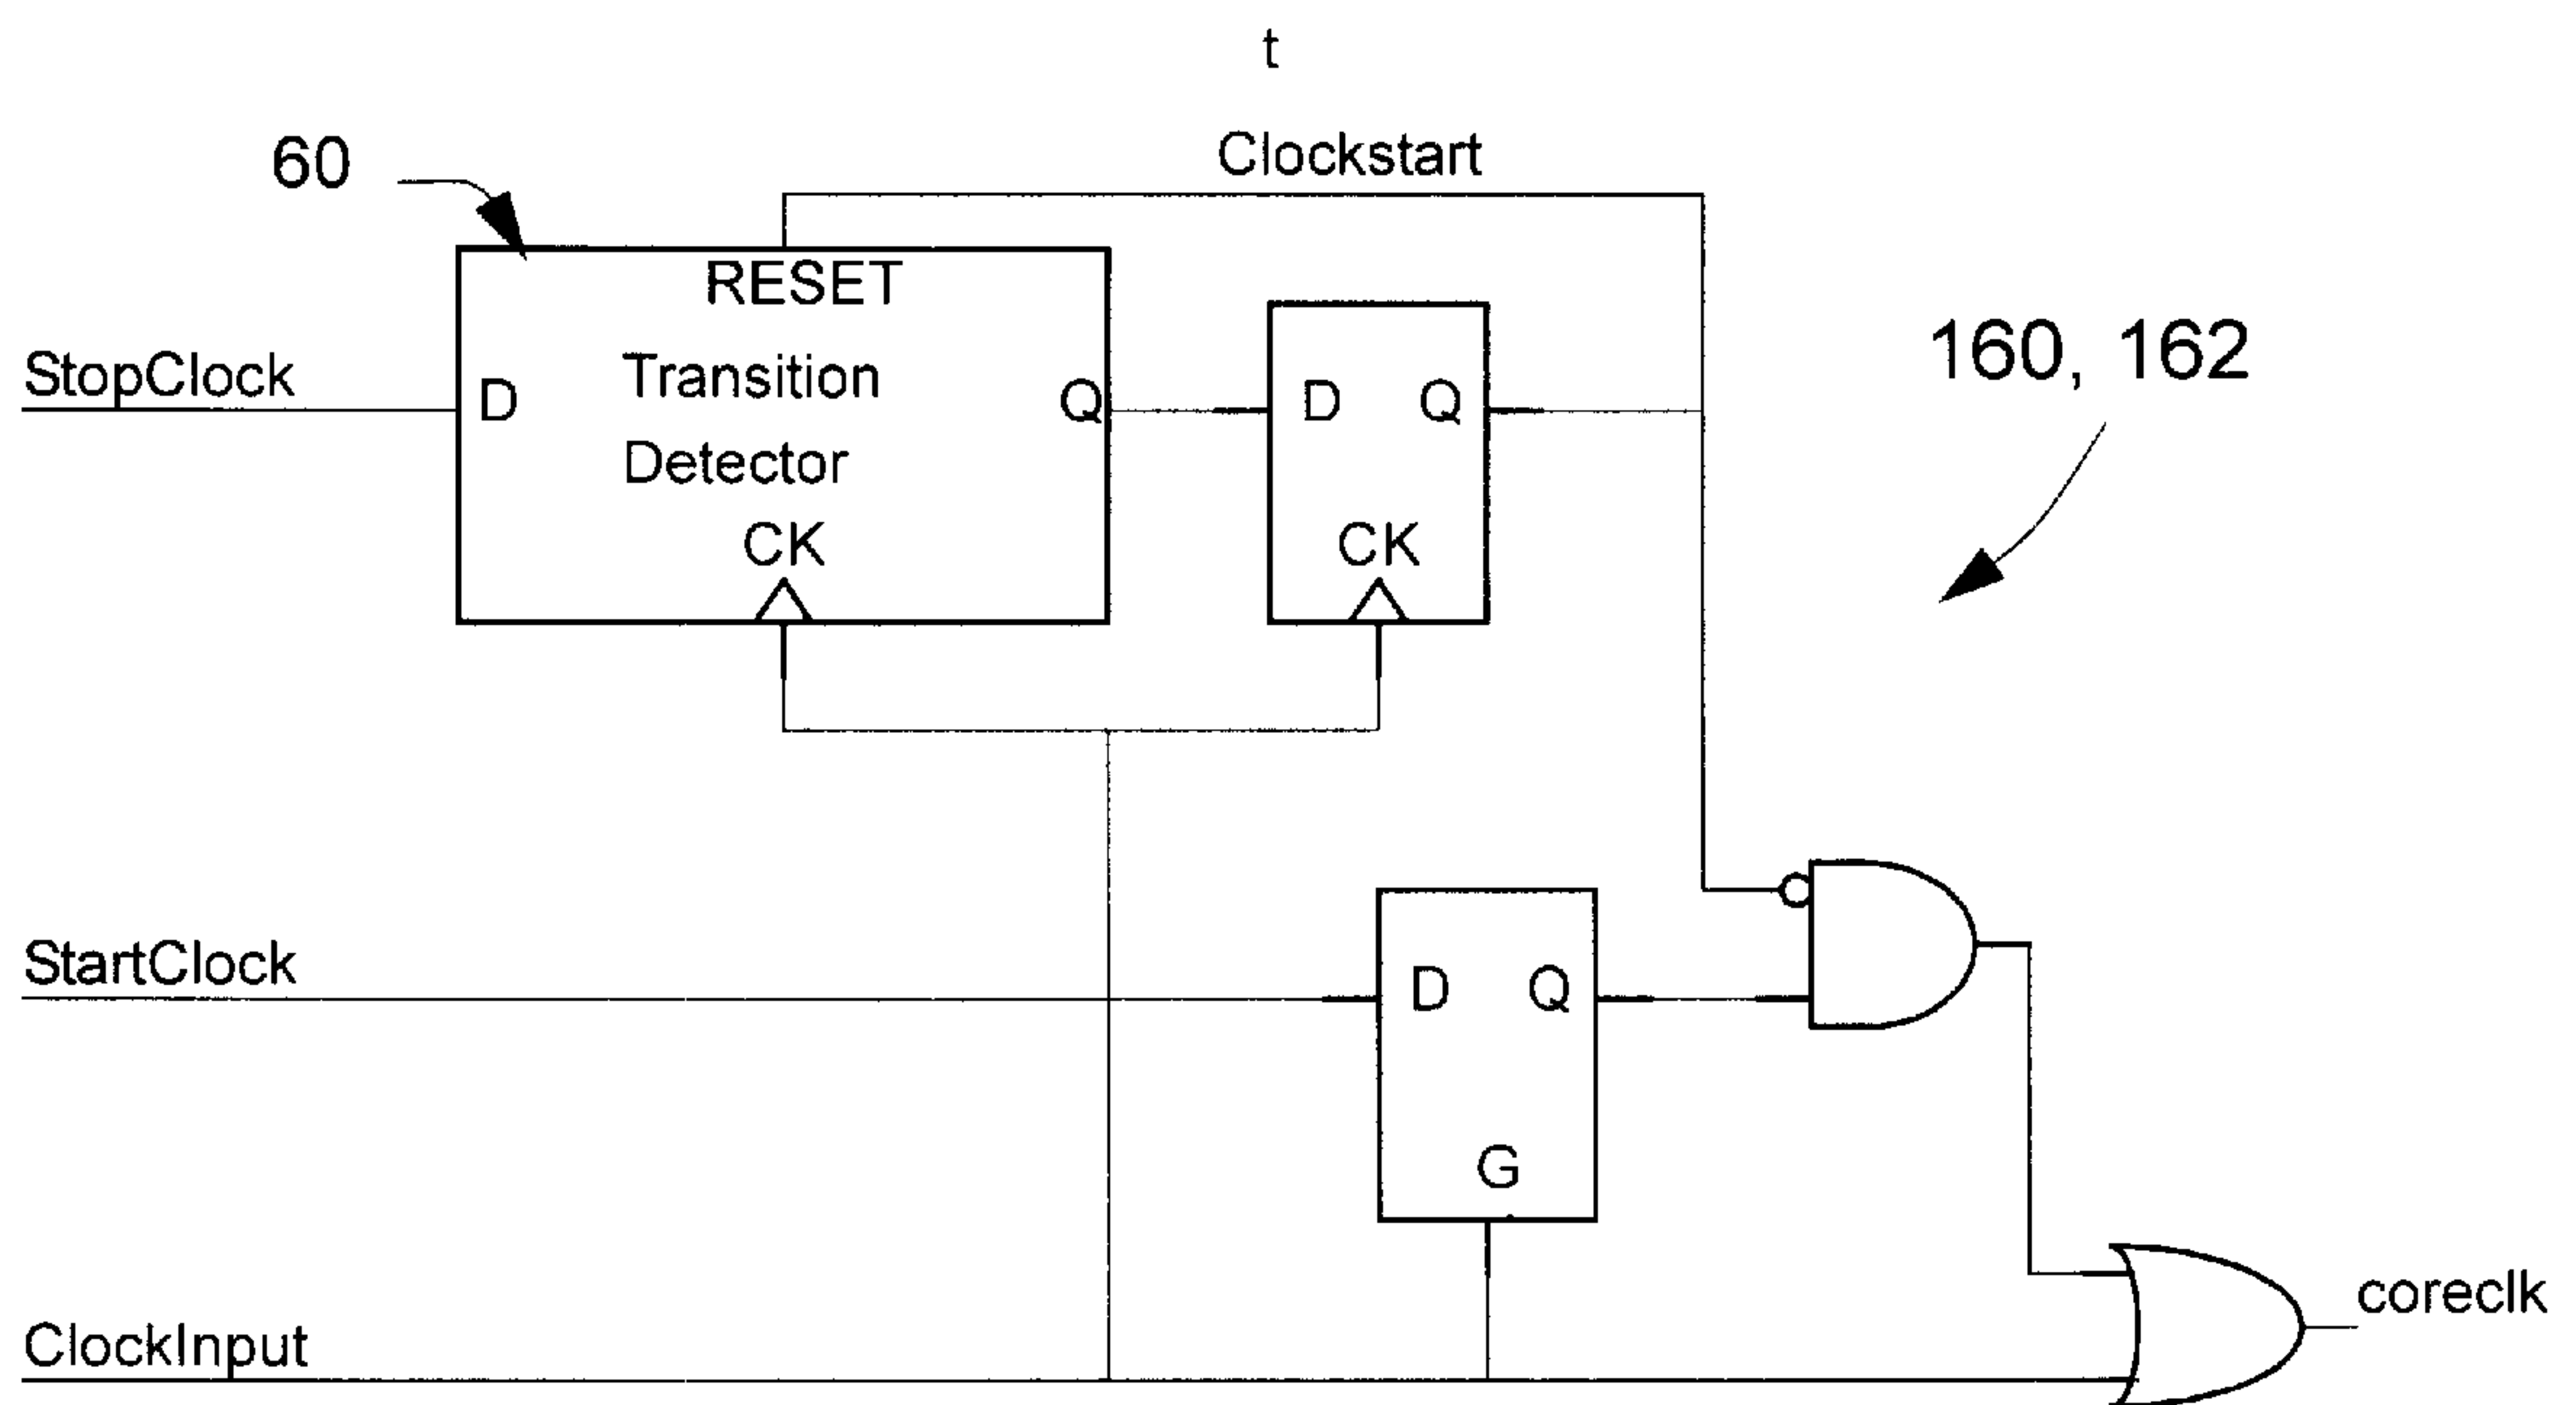 t
Clockstart
60
RESET
StopClock
D
Transition
Detector
Q
CK
D Q
CK
160, 162
StartClock
D Q
G
ClockInput
coreclk